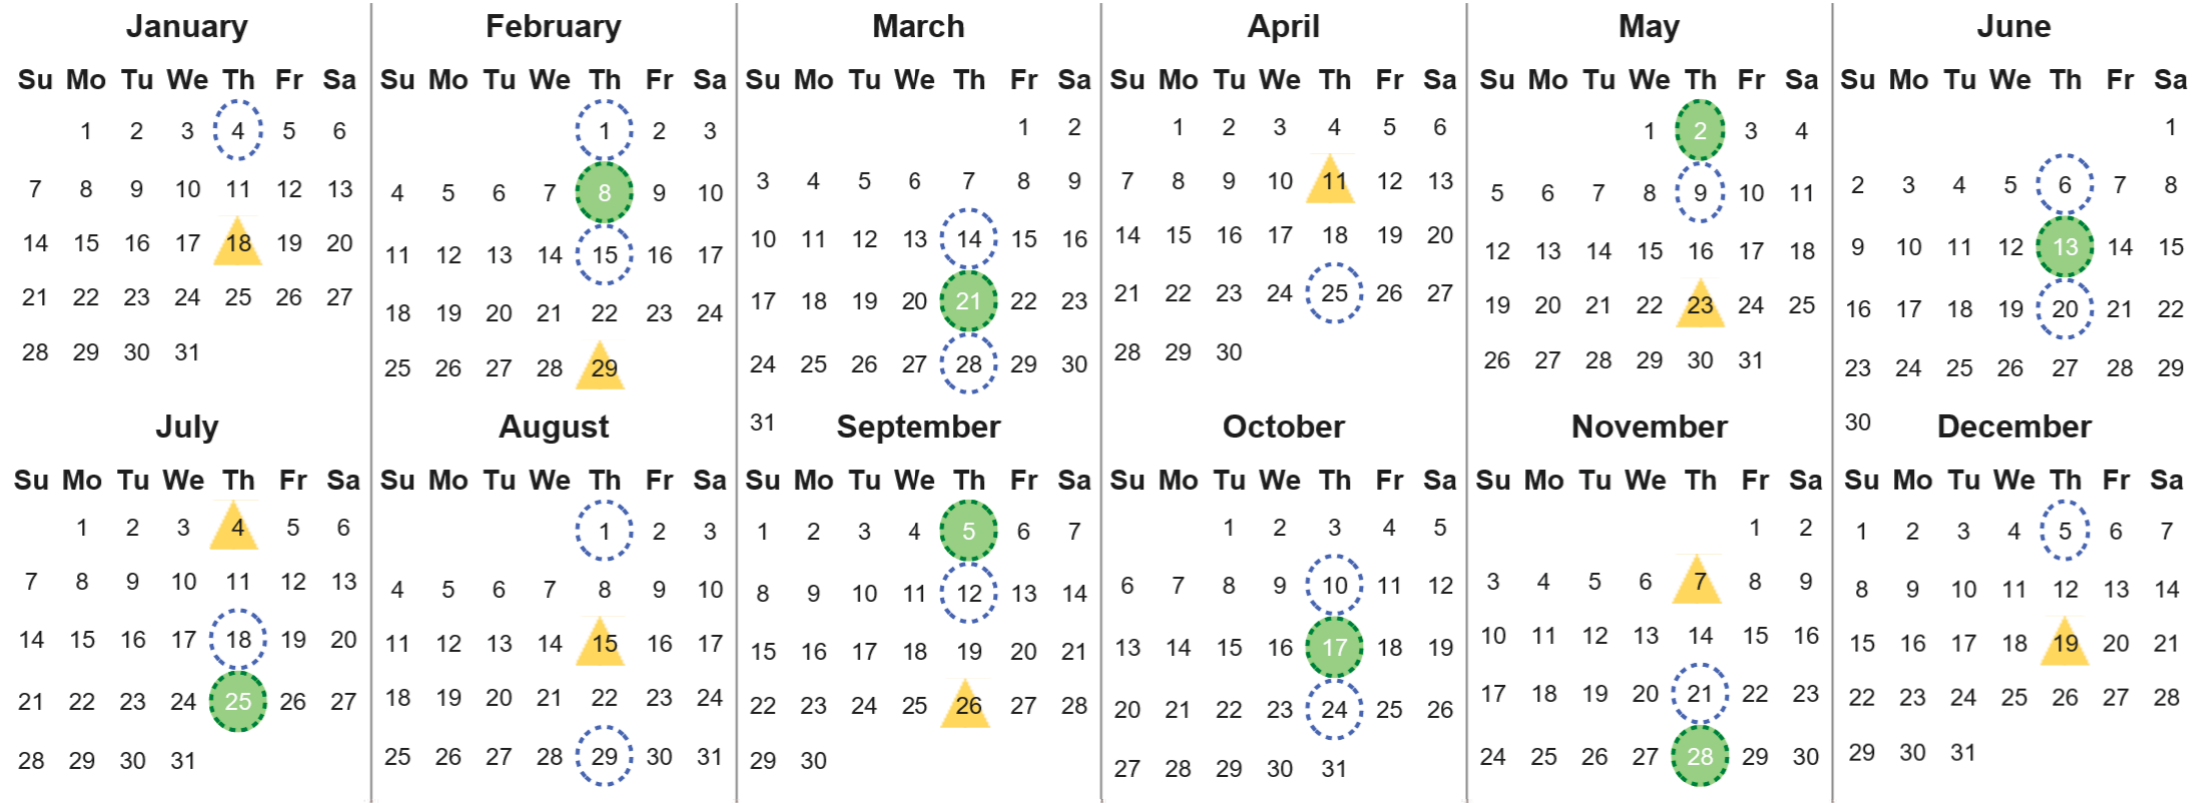 January February March April May June
Su Mo Tu We Th Fr Sa Su Mo Tu We Th Fr Sa Su Mo Tu We Th Fr Sa Su Mo Tu We Th Fr Sa Su Mo Tu We Th Fr Sa Su Mo Tu We Th Fr Sa
1 2 3 4 5 6 1 2 3 1 2 1 2 3 4 5 6 1 2 3 4 1
7 8 9 10 11 12 13 4 5 6 7 8 9 10 3 4 5 6 7 8 9 7 8 9 10 11 12 13 5 6 7 8 9 10 11 2 3 4 5 6 7 8
14 15 16 17 18 19 20 11 12 13 14 15 16 17 10 11 12 13 14 15 16 14 15 16 17 18 19 20 12 13 14 15 16 17 18 9 10 11 12 13 14 15
21 22 23 24 25 26 27 18 19 20 21 22 23 24 17 18 19 20 21 22 23 21 22 23 24 25 26 27 19 20 21 22 23 24 25 16 17 18 19 20 21 22
28 29 30 31 25 26 27 28 29 24 25 26 27 28 29 30 28 29 30 26 27 28 29 30 31 23 24 25 26 27 28 29
31 30
July August September October November December
Su Mo Tu We Th Fr Sa Su Mo Tu We Th Fr Sa Su Mo Tu We Th Fr Sa Su Mo Tu We Th Fr Sa Su Mo Tu We Th Fr Sa Su Mo Tu We Th Fr Sa
1 2 3 4 5 6 1 2 3 1 2 3 4 5 6 7 1 2 3 4 5 1 2 1 2 3 4 5 6 7
7 8 9 10 11 12 13 4 5 6 7 8 9 10 8 9 10 11 12 13 14 6 7 8 9 10 11 12 3 4 5 6 7 8 9 8 9 10 11 12 13 14
14 15 16 17 18 19 20 11 12 13 14 15 16 17 15 16 17 18 19 20 21 13 14 15 16 17 18 19 10 11 12 13 14 15 16 15 16 17 18 19 20 21
21 22 23 24 25 26 27 18 19 20 21 22 23 24 22 23 24 25 26 27 28 20 21 22 23 24 25 26 17 18 19 20 21 22 23 22 23 24 25 26 27 28
28 29 30 31 25 26 27 28 29 30 31 29 30 27 28 29 30 31 24 25 26 27 28 29 30 29 30 31